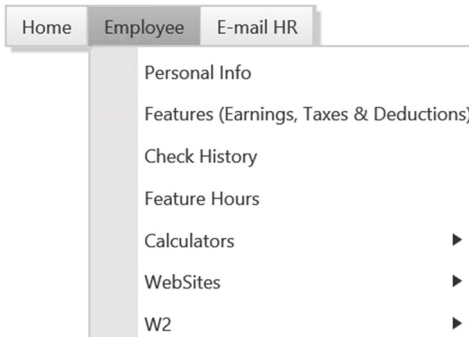 Home Employee E-mail HR
Personal Info
Features (Earnings, Taxes & Deductions)
Check History
Feature Hours
Calculators
WebSites
W2